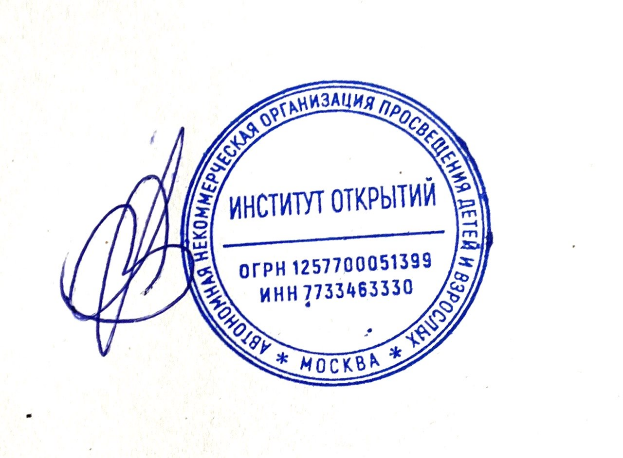 АВТОНОМНАЯ НЕКОММЕРЧЕСКАЯ ОРГАНИЗАЦИЯ ПРОСВЕЩЕНИЯ ДЕТЕЙ И ВЗРОСЛЫХ
ИНСТИТУТ ОТКРЫТИЙ
ОГРН 1257700051399
ИНН 7733463330
* МОСКВА *